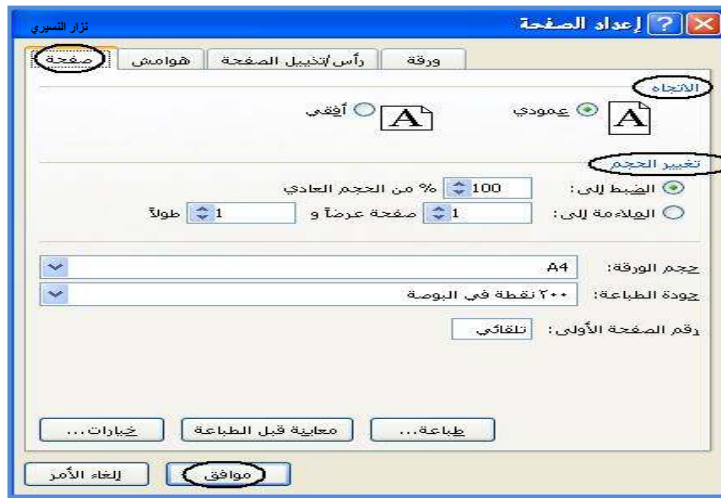 إعداد الصفحة
نزار النسيري
صفحة هوامش رأس/تذييل الصفحة ورقة
الاتجاه
A عمودي A أفقي
تغيير الحجم
الضبط إلى: 100 % من الحجم العادي
الملاءمة إلى: 1 صفحة عرضاً و 1 طولاً
حجم الورقة: A4
جودة الطباعة: ٢٠٠ نقطة في البوصة
رقم الصفحة الأولى: تلقائي
طباعة... معاينة قبل الطباعة خيارات...
موافق إلغاء الأمر